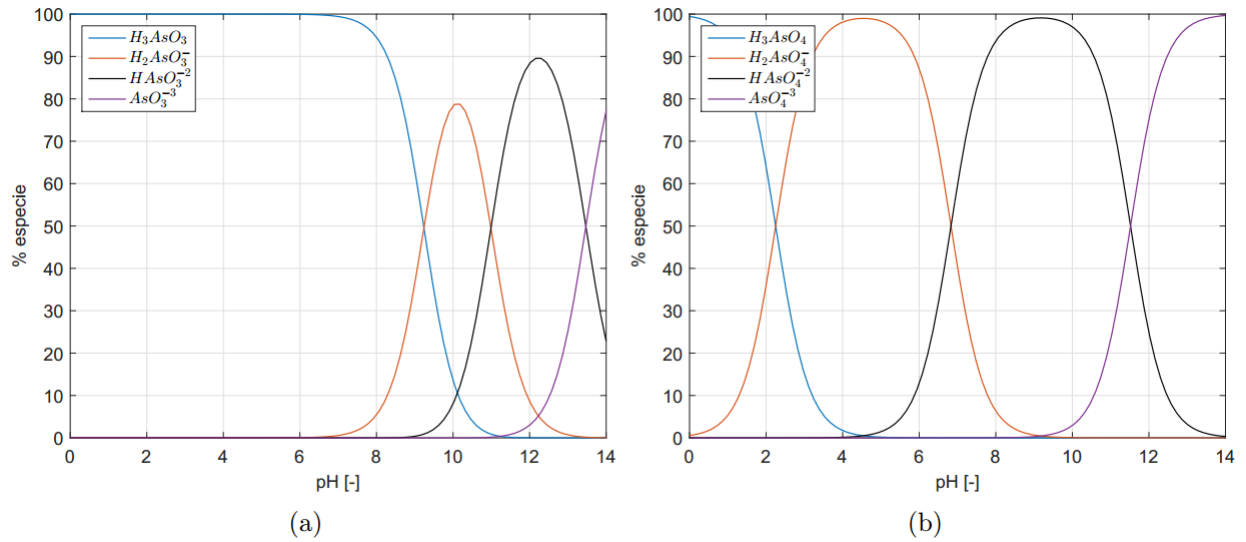 100
90
80
70
60
50
40
30
20
10
0
% especie
H₃AsO₃
H₂AsO₃⁻
HAsO₃⁻²
AsO₃⁻³
0 2 4 6 8 10 12 14
pH [-]
(a)
100
90
80
70
60
50
40
30
20
10
0
% especie
H₃AsO₄
H₂AsO₄⁻
HAsO₄⁻²
AsO₄⁻³
0 2 4 6 8 10 12 14
pH [-]
(b)